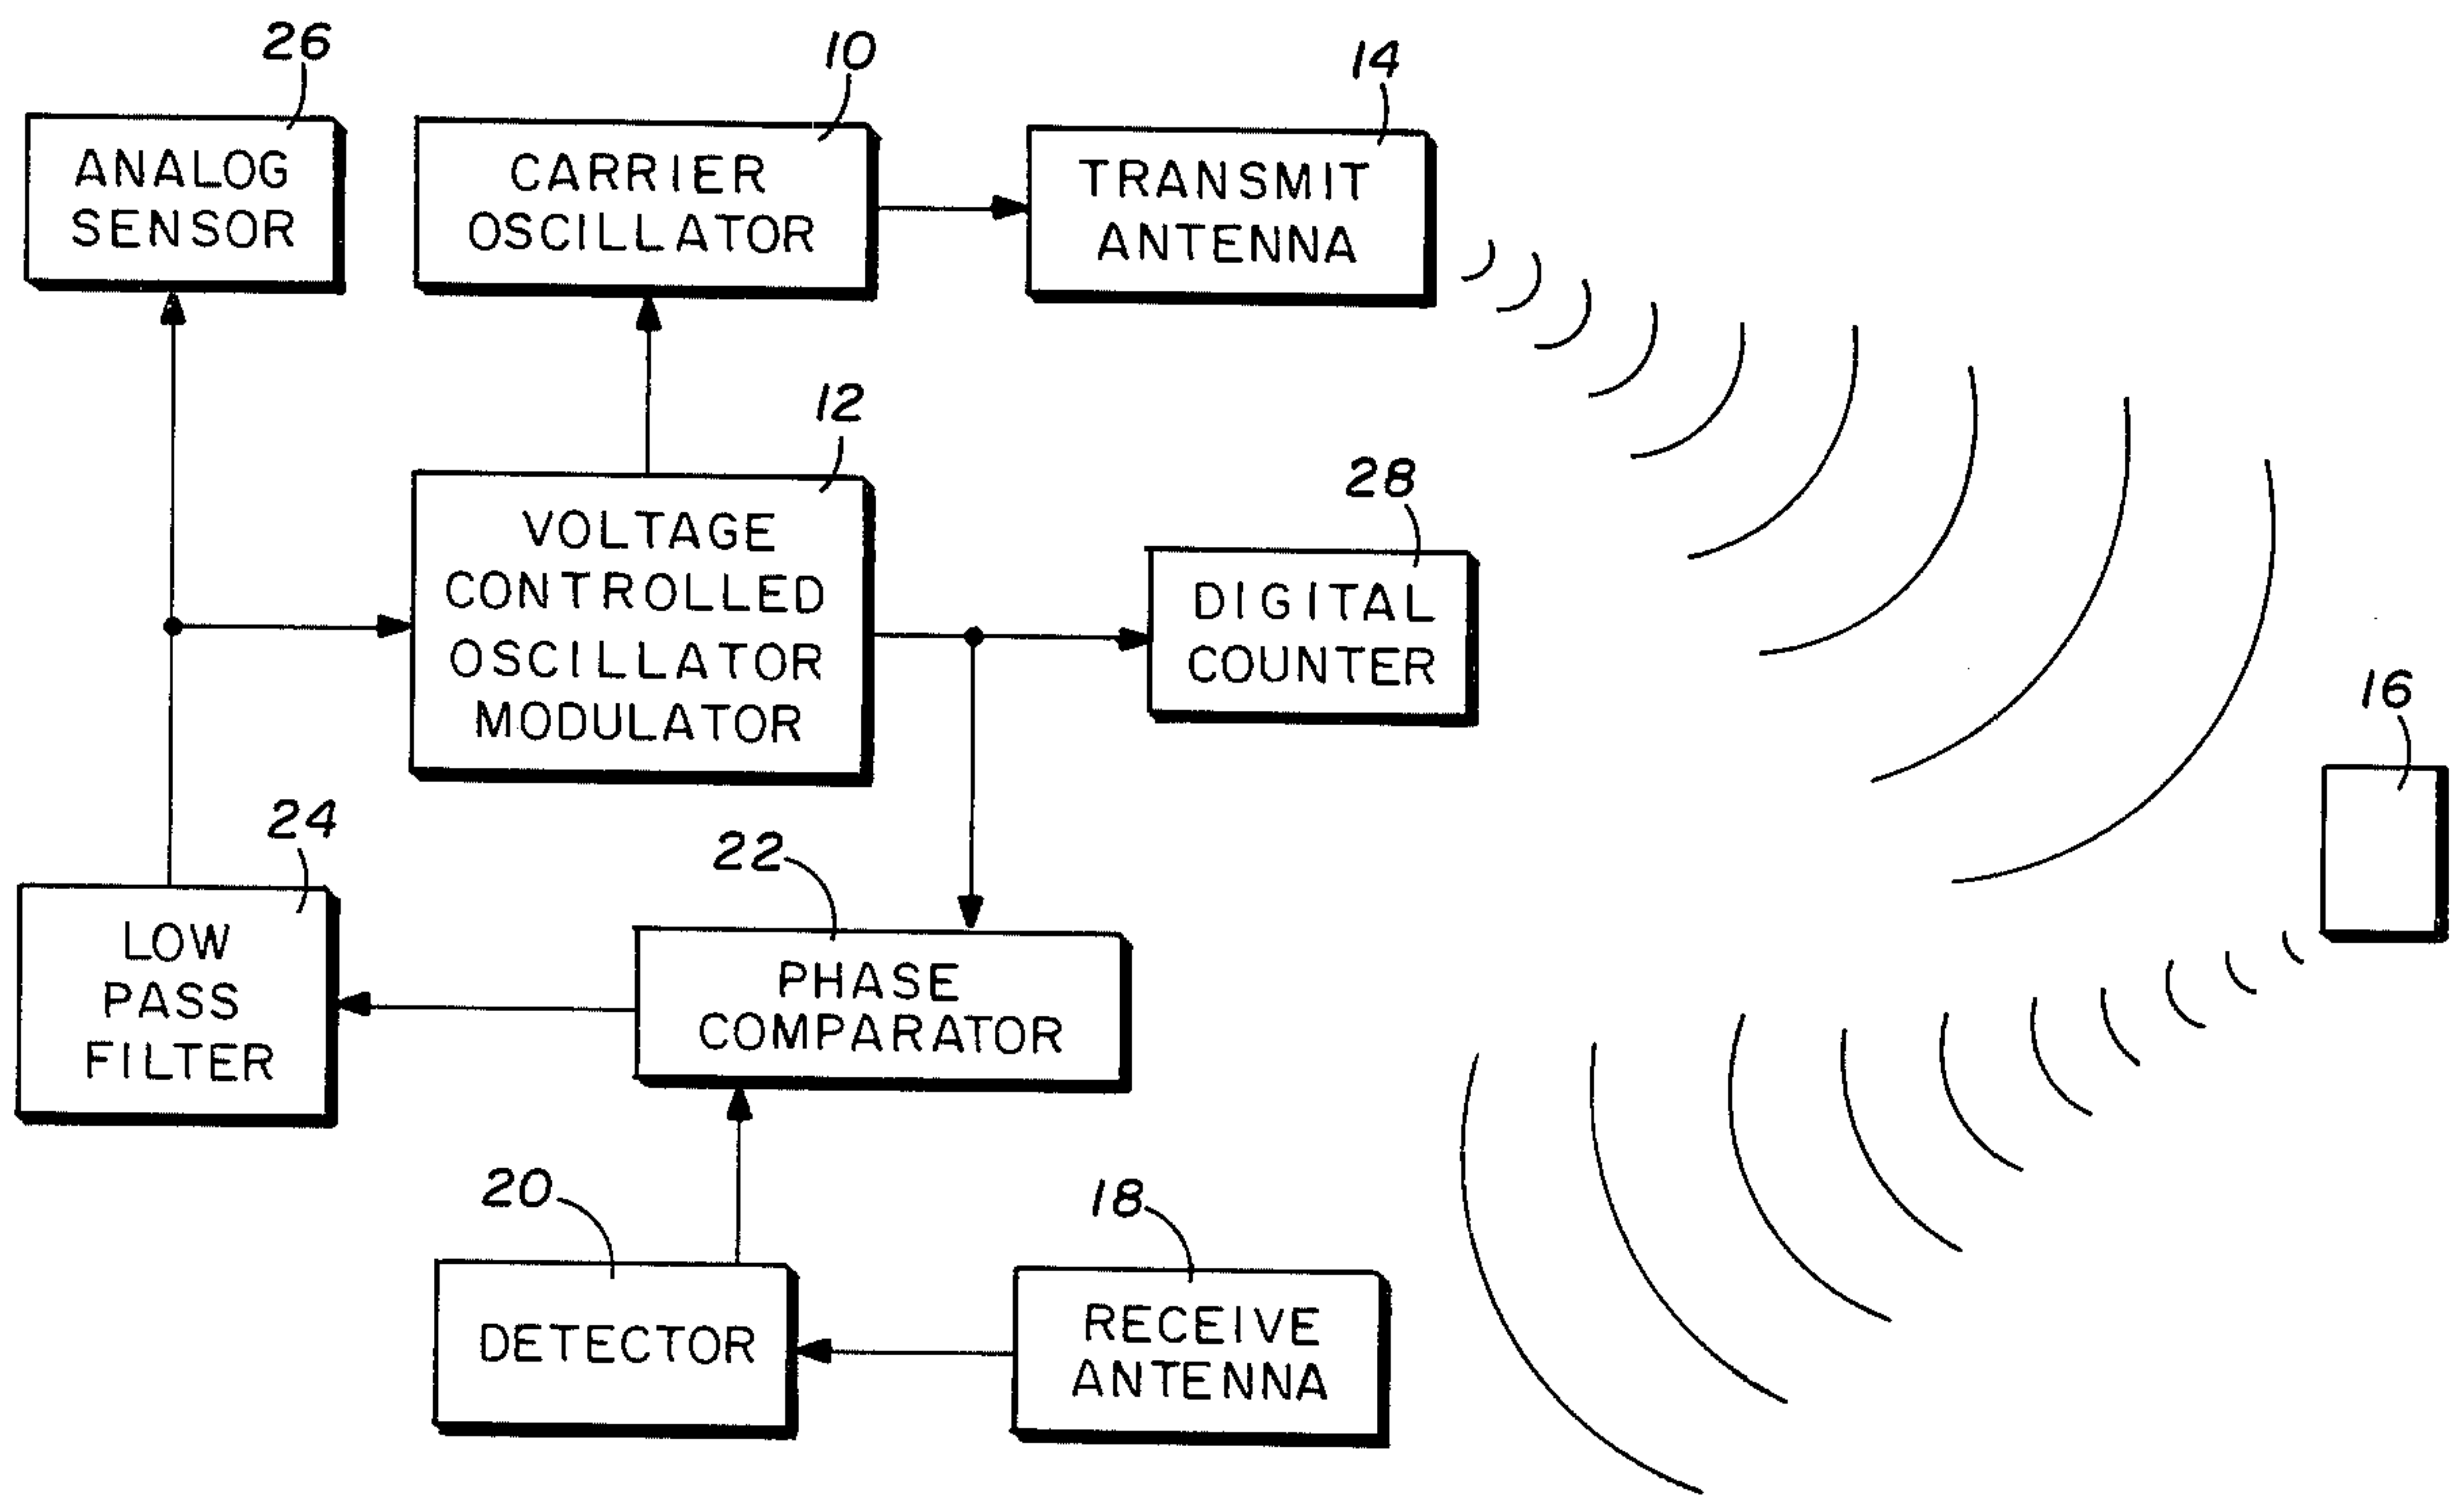 26
10
14
ANALOG
SENSOR
CARRIER
OSCILLATOR
TRANSMIT
ANTENNA
12
28
VOLTAGE
CONTROLLED
OSCILLATOR
MODULATOR
DIGITAL
COUNTER
16
24
22
LOW
PASS
FILTER
PHASE
COMPARATOR
20
18
DETECTOR
RECEIVE
ANTENNA